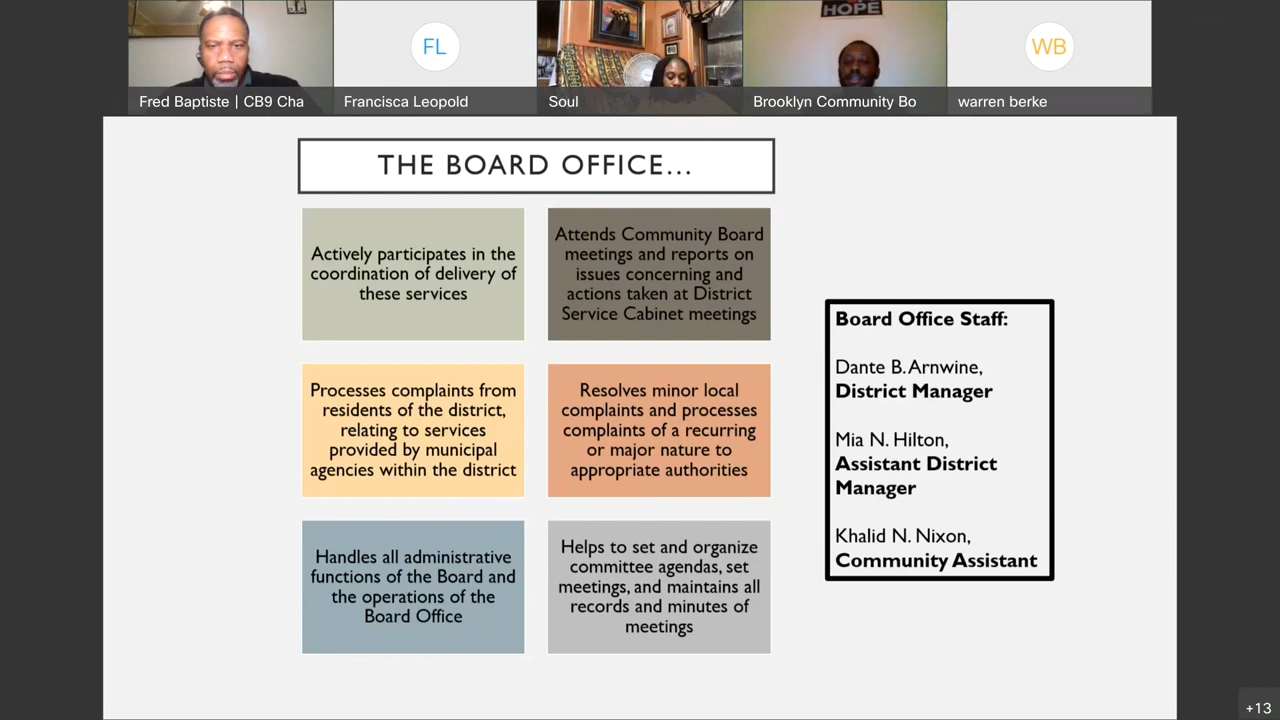 HOPE
FL
WB
Fred Baptiste | CB9 Cha
Francisca Leopold
Soul
Brooklyn Community Bo
warren berke
THE BOARD OFFICE...
Actively participates in the
coordination of delivery of
these services
Attends Community Board
meetings and reports on
issues concerning and
actions taken at District
Service Cabinet meetings
Processes complaints from
residents of the district,
relating to services
provided by municipal
agencies within the district
Resolves minor local
complaints and processes
complaints of a recurring
or major nature to
appropriate authorities
Handles all administrative
functions of the Board and
the operations of the
Board Office
Helps to set and organize
committee agendas, set
meetings, and maintains all
records and minutes of
meetings
Board Office Staff:
Dante B. Arnwine,
District Manager
Mia N. Hilton,
Assistant District
Manager
Khalid N. Nixon,
Community Assistant
+13